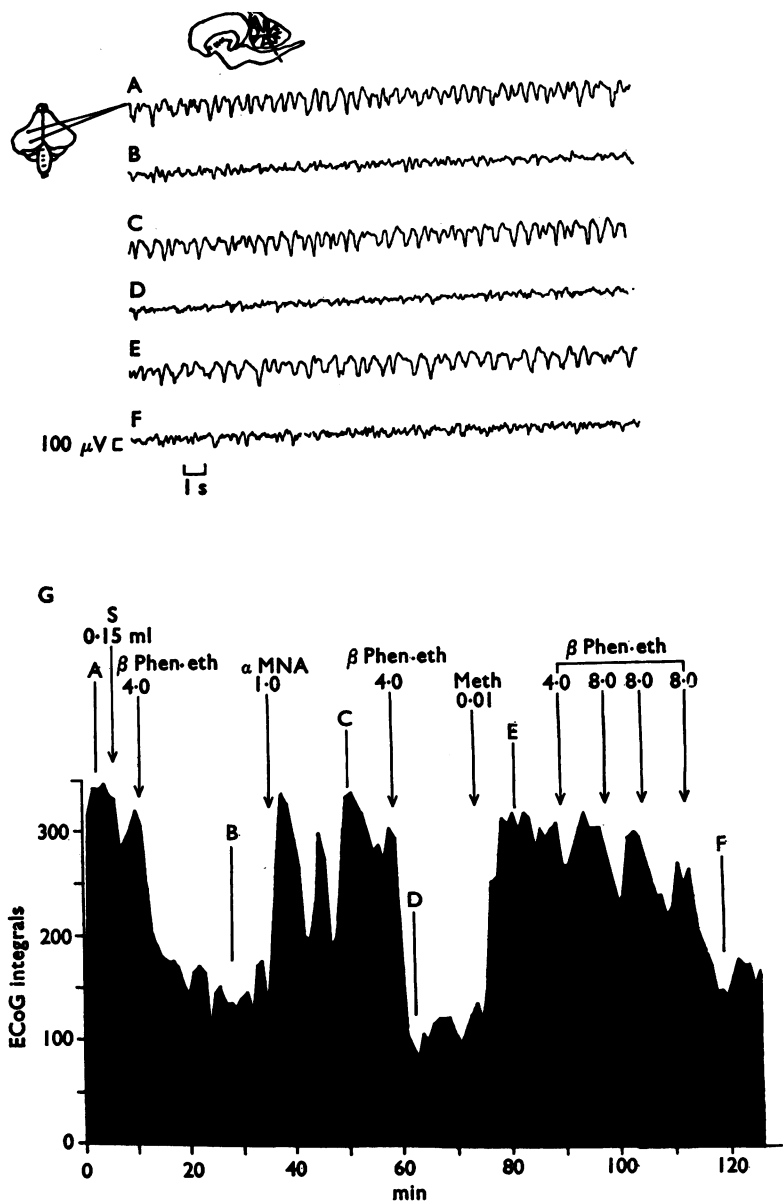 A
B
C
D
E
F
100 μV
1 s
G
S
0·15 ml
A
β Phen·eth
4·0
α MNA
1·0
β Phen·eth
4·0
C
Meth
0·01
E
β Phen·eth
4·0 8·0 8·0 8·0
B
D
F
ECoG integrals
300
200
100
0
0 20 40 60 80 100 120
min